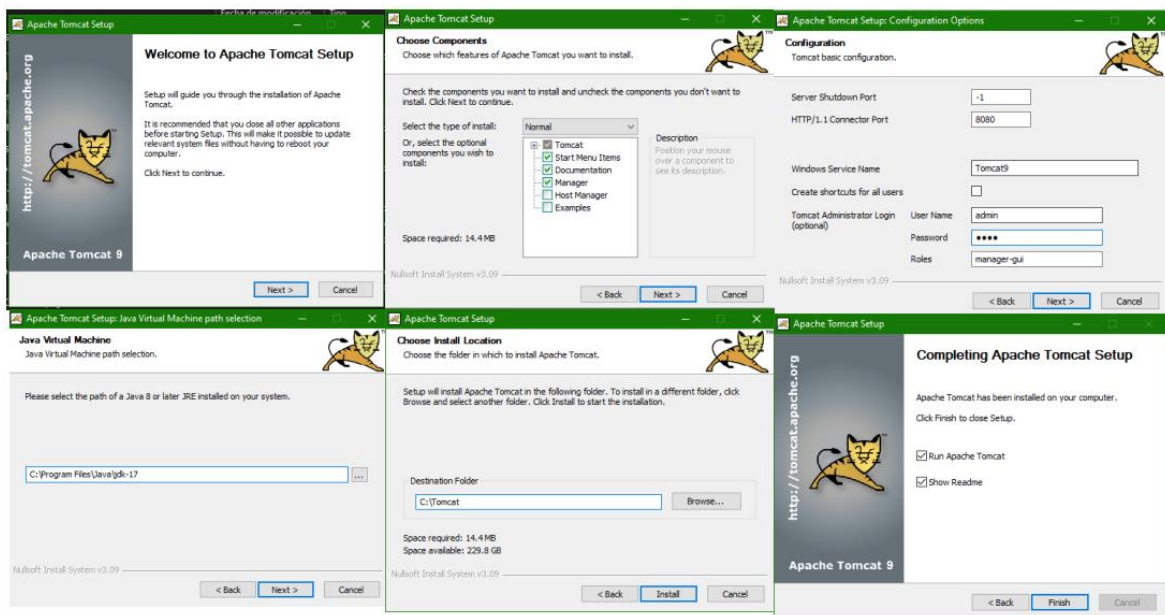 Fecha de modificación Tipo
Apache Tomcat Setup
http://tomcat.apache.org
Apache Tomcat 9
Welcome to Apache Tomcat Setup
Setup will guide you through the installation of Apache
Tomcat.
It is recommended that you close all other applications
before starting Setup. This will make it possible to update
relevant system files without having to reboot your
computer.
Click Next to continue.
Next >
Cancel
Apache Tomcat Setup
Choose Components
Choose which features of Apache Tomcat you want to install.
TM
Check the components you want to install and uncheck the components you don't want to
install. Click Next to continue.
Select the type of install:
Normal
Or, select the optional
components you wish to
install:
Tomcat
Start Menu Items
Documentation
Manager
Host Manager
Examples
Description
Position your mouse
over a component to
see its description.
Space required: 14.4 MB
Nullsoft Install System v3.09
< Back
Next >
Cancel
Apache Tomcat Setup: Configuration Options
Configuration
Tomcat basic configuration.
TM
Server Shutdown Port
-1
HTTP/1.1 Connector Port
8080
Windows Service Name
Tomcat9
Create shortcuts for all users
Tomcat Administrator Login
(optional)
User Name
admin
Password
••••
Roles
manager-gui
Nullsoft Install System v3.09
< Back
Next >
Cancel
Apache Tomcat Setup: Java Virtual Machine path selection
Java Virtual Machine
Java Virtual Machine path selection.
Please select the path of a Java 8 or later JRE installed on your system.
C:\Program Files\Java\jdk-17
...
Nullsoft Install System v3.09
< Back
Next >
Cancel
Apache Tomcat Setup
Choose Install Location
Choose the folder in which to install Apache Tomcat.
TM
Setup will install Apache Tomcat in the following folder. To install in a different folder, click
Browse and select another folder. Click Install to start the installation.
Destination Folder
C:\Tomcat
Browse...
Space required: 14.4 MB
Space available: 229.8 GB
Nullsoft Install System v3.09
< Back
Install
Cancel
Apache Tomcat Setup
http://tomcat.apache.org
Apache Tomcat 9
Completing Apache Tomcat Setup
Apache Tomcat has been installed on your computer.
Click Finish to close Setup.
Run Apache Tomcat
Show Readme
< Back
Finish
Cancel